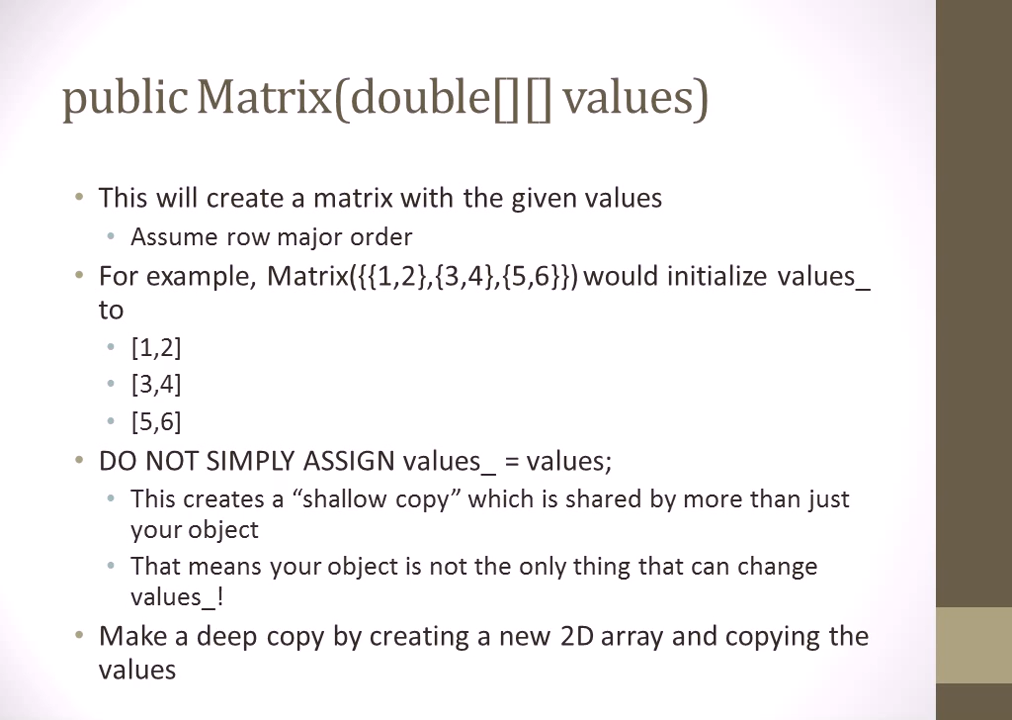 public Matrix(double[][] values)
• This will create a matrix with the given values
• Assume row major order
• For example, Matrix({{1,2},{3,4},{5,6}}) would initialize values_
to
• [1,2]
• [3,4]
• [5,6]
• DO NOT SIMPLY ASSIGN values_ = values;
• This creates a “shallow copy” which is shared by more than just
your object
• That means your object is not the only thing that can change
values_!
• Make a deep copy by creating a new 2D array and copying the
values